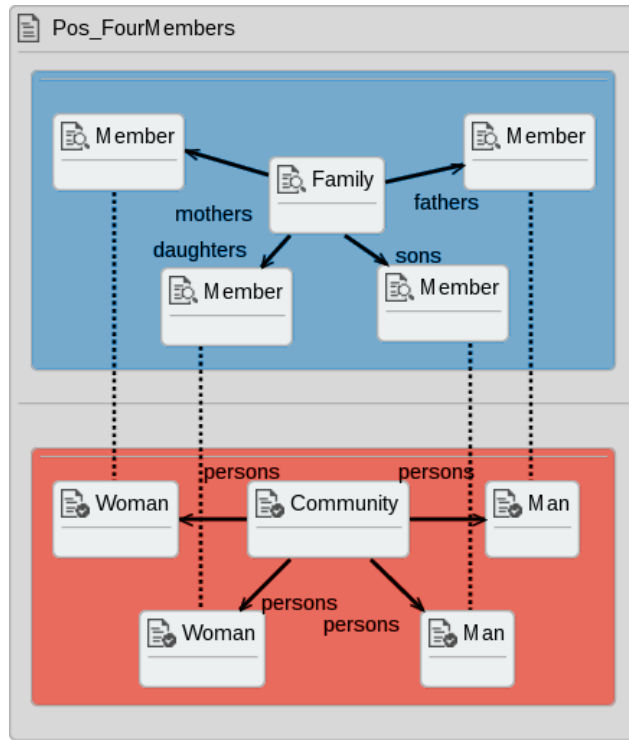 Pos_FourMembers
Member
Member
Family
mothers
fathers
daughters
sons
Member
Member
persons
persons
Woman
Community
Man
persons
persons
Woman
Man